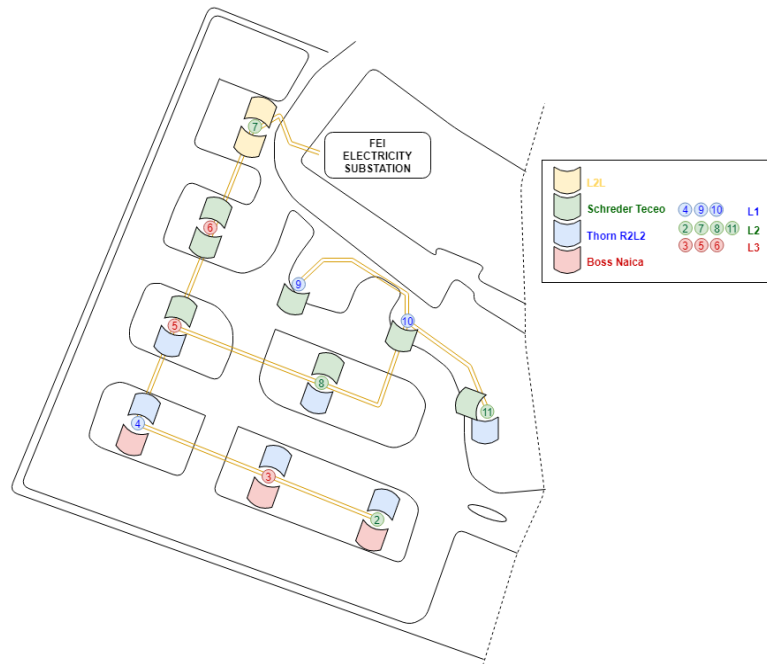 7
FEI
ELECTRICITY
SUBSTATION
L2L
Schreder Teceo
4 9 10 L1
2 7 8 11 L2
Thorn R2L2
3 5 6 L3
Boss Naica
6
9
10
5
8
11
4
3
2